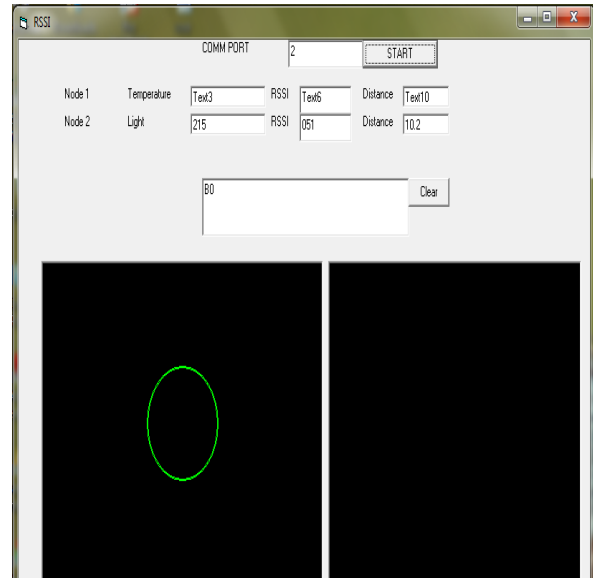 RSSI
COMM PORT 2 START
Node 1 Temperature Text3 RSSI Text6 Distance Text10
Node 2 Light 215 RSSI 051 Distance 10.2
B0 Clear